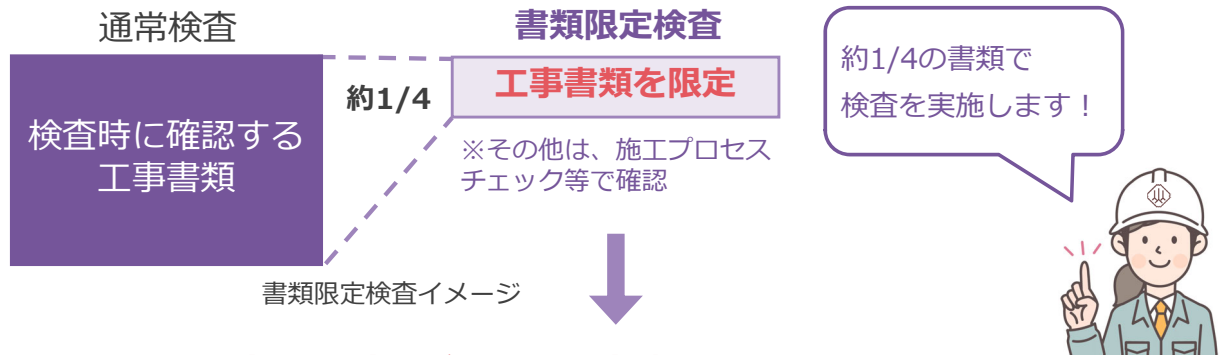 通常検査
書類限定検査
検査時に確認する
工事書類
約1/4
工事書類を限定
※その他は、施工プロセス
チェック等で確認
書類限定検査イメージ
約1/4の書類で
検査を実施します！